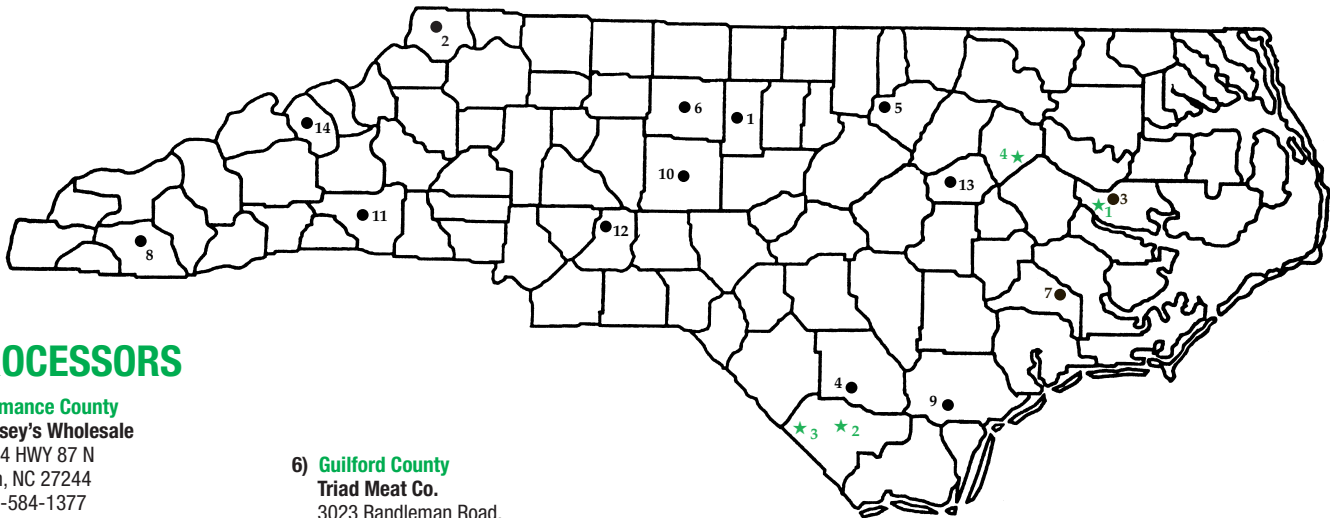 2
14
6
1
5
4
13
10
3
1
11
12
8
7
4
9
3
2
OCESSORS
mance County
sey's Wholesale
4 HWY 87 N
, NC 27244
-584-1377
6) Guilford County
Triad Meat Co.
3023 Randleman Road.